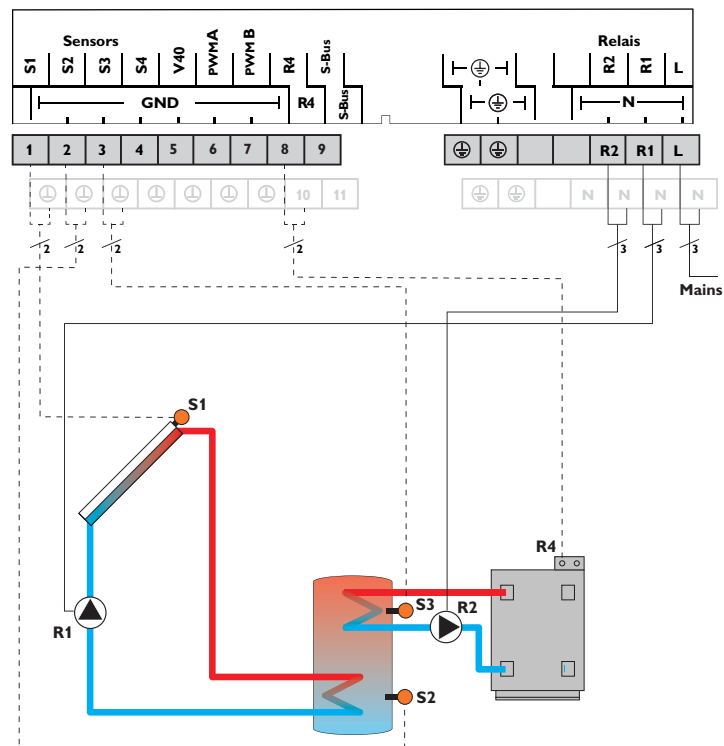 Sensors
Relais
S1 S2 S3 S4 V40 PWMA PWMB R4 S-Bus
R2 R1 L
GND R4 S-Bus
N
1 2 3 4 5 6 7 8 9
R2 R1 L
10 11
N N N N
2 2 2 2 3 3 3
Mains
S1
R4
S3 R2
R1
S2